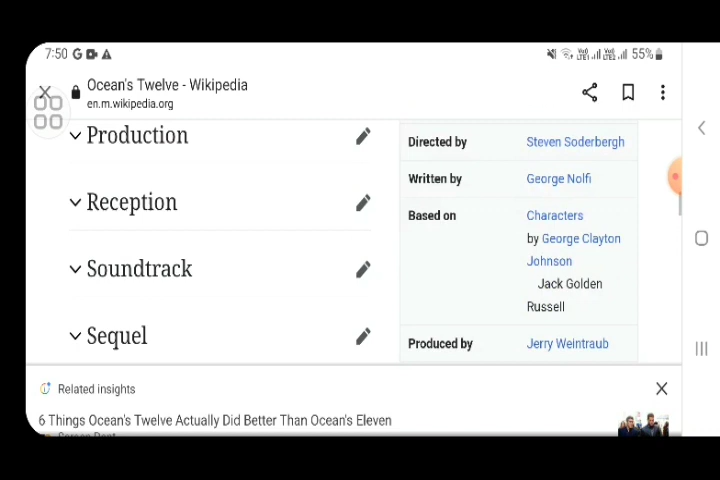 7:50 G
55%
Ocean's Twelve - Wikipedia
en.m.wikipedia.org
Production
Reception
Soundtrack
Sequel
Directed by Steven Soderbergh
Written by George Nolfi
Based on Characters
by George Clayton
Johnson
Jack Golden
Russell
Produced by Jerry Weintraub
Related insights
6 Things Ocean's Twelve Actually Did Better Than Ocean's Eleven